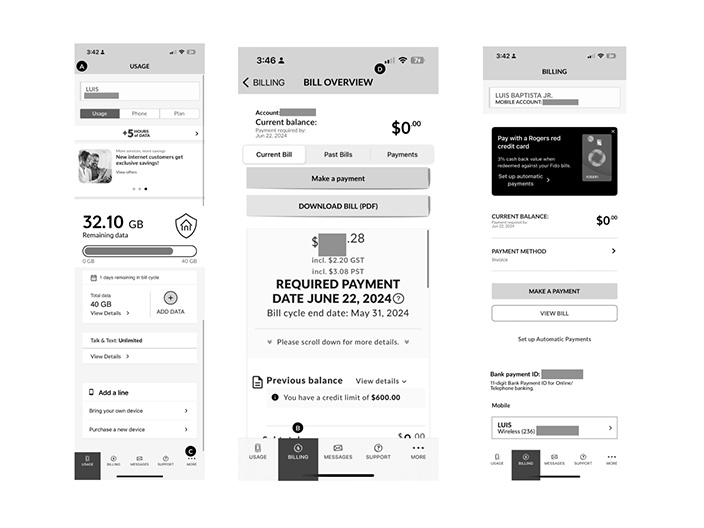 3:42
A
USAGE
LUIS
Usage
Phone
Plan
+5 HOURS OF DATA
More services, more savings
New internet customers get
exclusive savings!
View offers
32.10 GB
Remaining data
0 GB
40 GB
1 days remaining in bill cycle
Total data
40 GB
View Details
ADD DATA
Talk & Text: Unlimited
View Details
Add a line
Bring your own device
Purchase a new device
C
USAGE
BILLING
MESSAGES
SUPPORT
MORE
3:46
D
BILLING
BILL OVERVIEW
Account:
Current balance:
Payment required by:
Jun 22, 2024
$0.00
Current Bill
Past Bills
Payments
Make a payment
DOWNLOAD BILL (PDF)
$ .28
incl. $2.20 GST
incl. $3.08 PST
REQUIRED PAYMENT
DATE JUNE 22, 2024
Bill cycle end date: May 31, 2024
Please scroll down for more details.
Previous balance
View details
You have a credit limit of $600.00
B
$0.00
USAGE
BILLING
MESSAGES
SUPPORT
MORE
3:42
BILLING
LUIS BAPTISTA JR.
MOBILE ACCOUNT:
Pay with a Rogers red
credit card
3% cash back value when
redeemed against your Fido bills.
Set up automatic
payments
CURRENT BALANCE:
Payment required by:
Jun 22, 2024
$0.00
PAYMENT METHOD
Invoice
MAKE A PAYMENT
VIEW BILL
Set up Automatic Payments
Bank payment ID:
11-digit Bank Payment ID for Online/
Telephone banking.
Mobile
LUIS
Wireless (236)
USAGE
BILLING
MESSAGES
SUPPORT
MORE